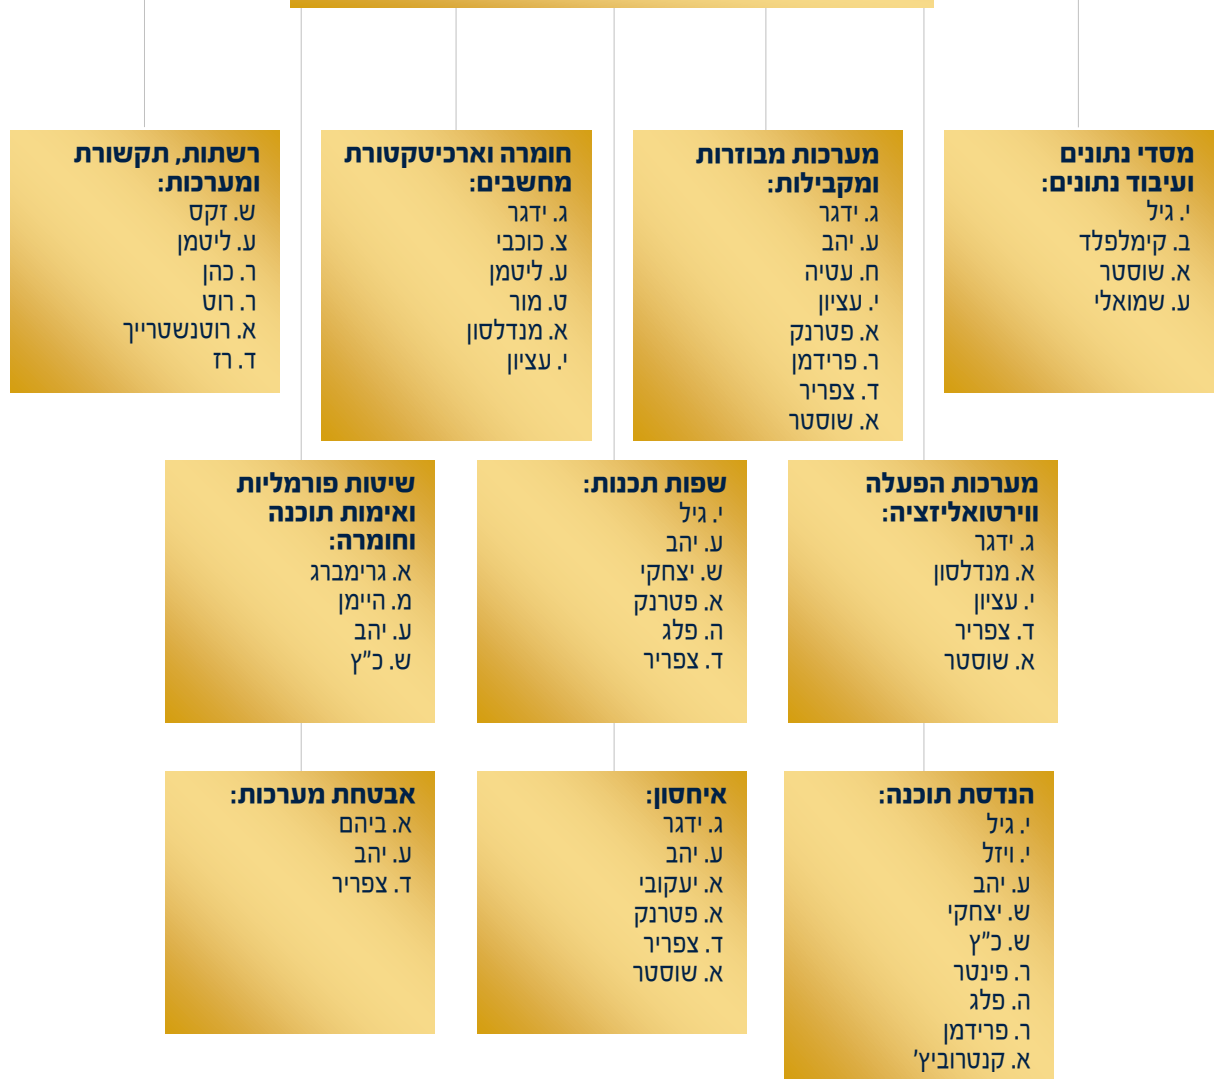 מסדי נתונים
ועיבוד נתונים:
י. גיל
ב. קימלפלד
א. שוסטר
ע. שמואלי
מערכות מבוזרות
ומקבילות:
ג. ידגר
ע. יהב
ח. עטיה
י. עציון
א. פטרנק
ר. פרידמן
ד. צפריר
א. שוסטר
חומרה וארכיטקטורת
מחשבים:
ג. ידגר
צ. כוכבי
ע. ליטמן
ט. מור
א. מנדלסון
י. עציון
רשתות, תקשורת
ומערכות:
ש. זקס
ע. ליטמן
ר. כהן
ר. רוט
א. רוטנשטרייך
ד. רז
מערכות הפעלה
ווירטואליזציה:
ג. ידגר
א. מנדלסון
י. עציון
ד. צפריר
א. שוסטר
שפות תכנות:
י. גיל
ע. יהב
ש. יצחקי
א. פטרנק
ה. פלג
ד. צפריר
שיטות פורמליות
ואימות תוכנה
וחומרה:
א. גרימברג
מ. היימן
ע. יהב
ש. כ"ץ
הנדסת תוכנה:
י. גיל
י. ויזל
ע. יהב
ש. יצחקי
ש. כ"ץ
ר. פינטר
ה. פלג
ר. פרידמן
א. קנטרוביץ'
איחסון:
ג. ידגר
ע. יהב
א. יעקובי
א. פטרנק
ד. צפריר
א. שוסטר
אבטחת מערכות:
א. ביהם
ע. יהב
ד. צפריר